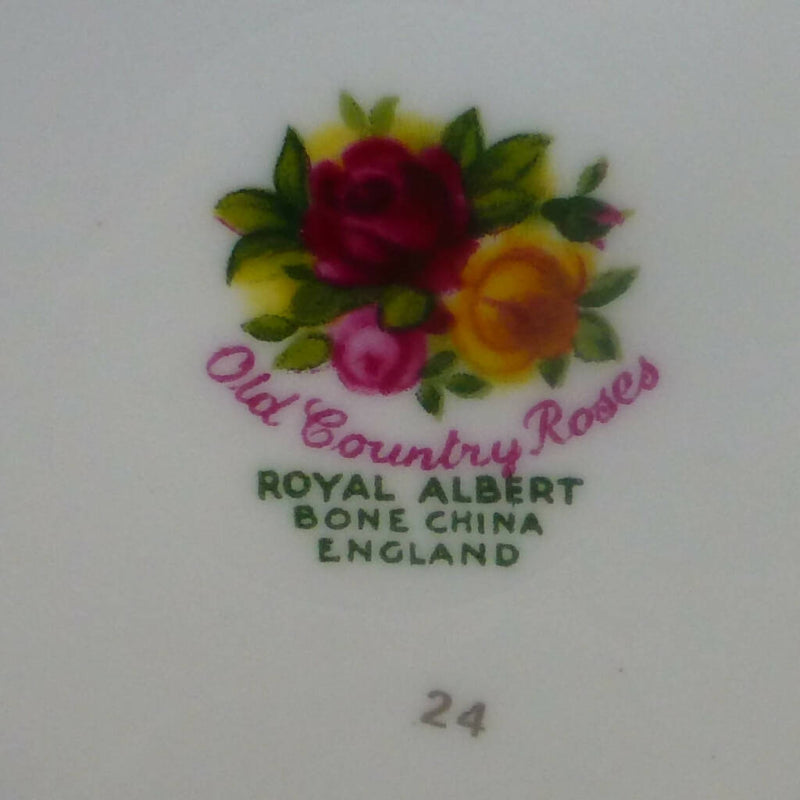 Old Country Roses
ROYAL ALBERT
BONE CHINA
ENGLAND
24